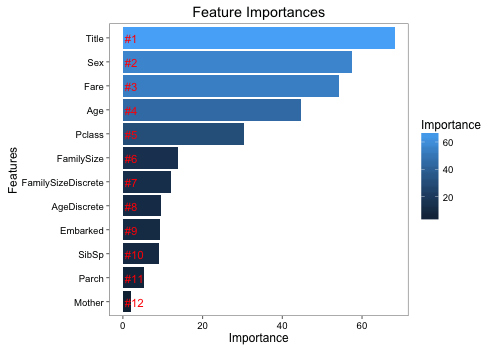 Feature Importances
Features
Title #1
Sex #2
Fare #3
Age #4
Pclass #5
FamilySize #6
FamilySizeDiscrete #7
AgeDiscrete #8
Embarked #9
SibSp #10
Parch #11
Mother #12
0 20 40 60
Importance
Importance
60
40
20